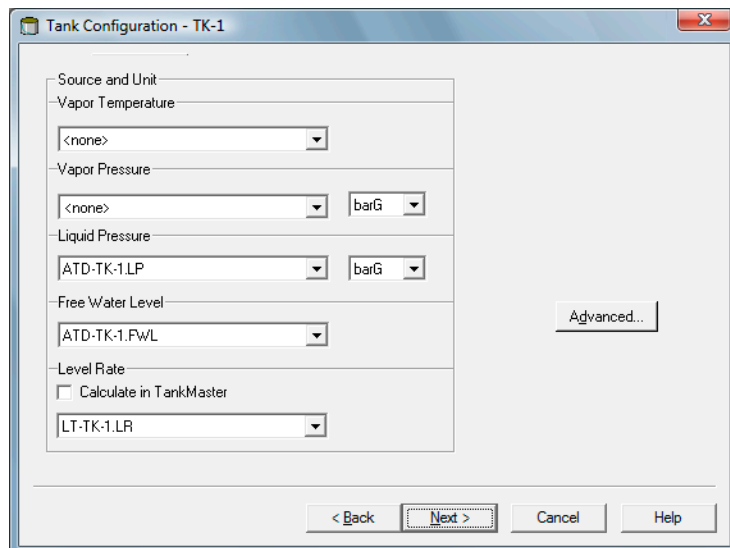 Tank Configuration - TK-1
Source and Unit
Vapor Temperature
<none>
Vapor Pressure
<none> barG
Liquid Pressure
ATD-TK-1.LP barG
Free Water Level
ATD-TK-1.FWL
Advanced...
Level Rate
Calculate in TankMaster
LT-TK-1.LR
< Back Next > Cancel Help